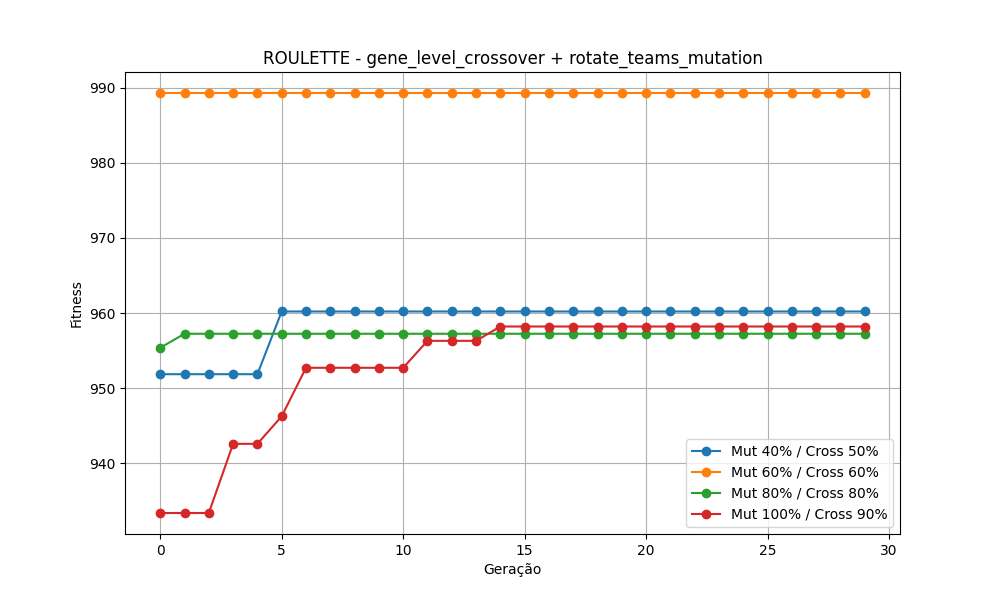 ROULETTE - gene_level_crossover + rotate_teams_mutation
990
980
970
960
950
940
Fitness
0 5 10 15 20 25 30
Geração
Mut 40% / Cross 50%
Mut 60% / Cross 60%
Mut 80% / Cross 80%
Mut 100% / Cross 90%